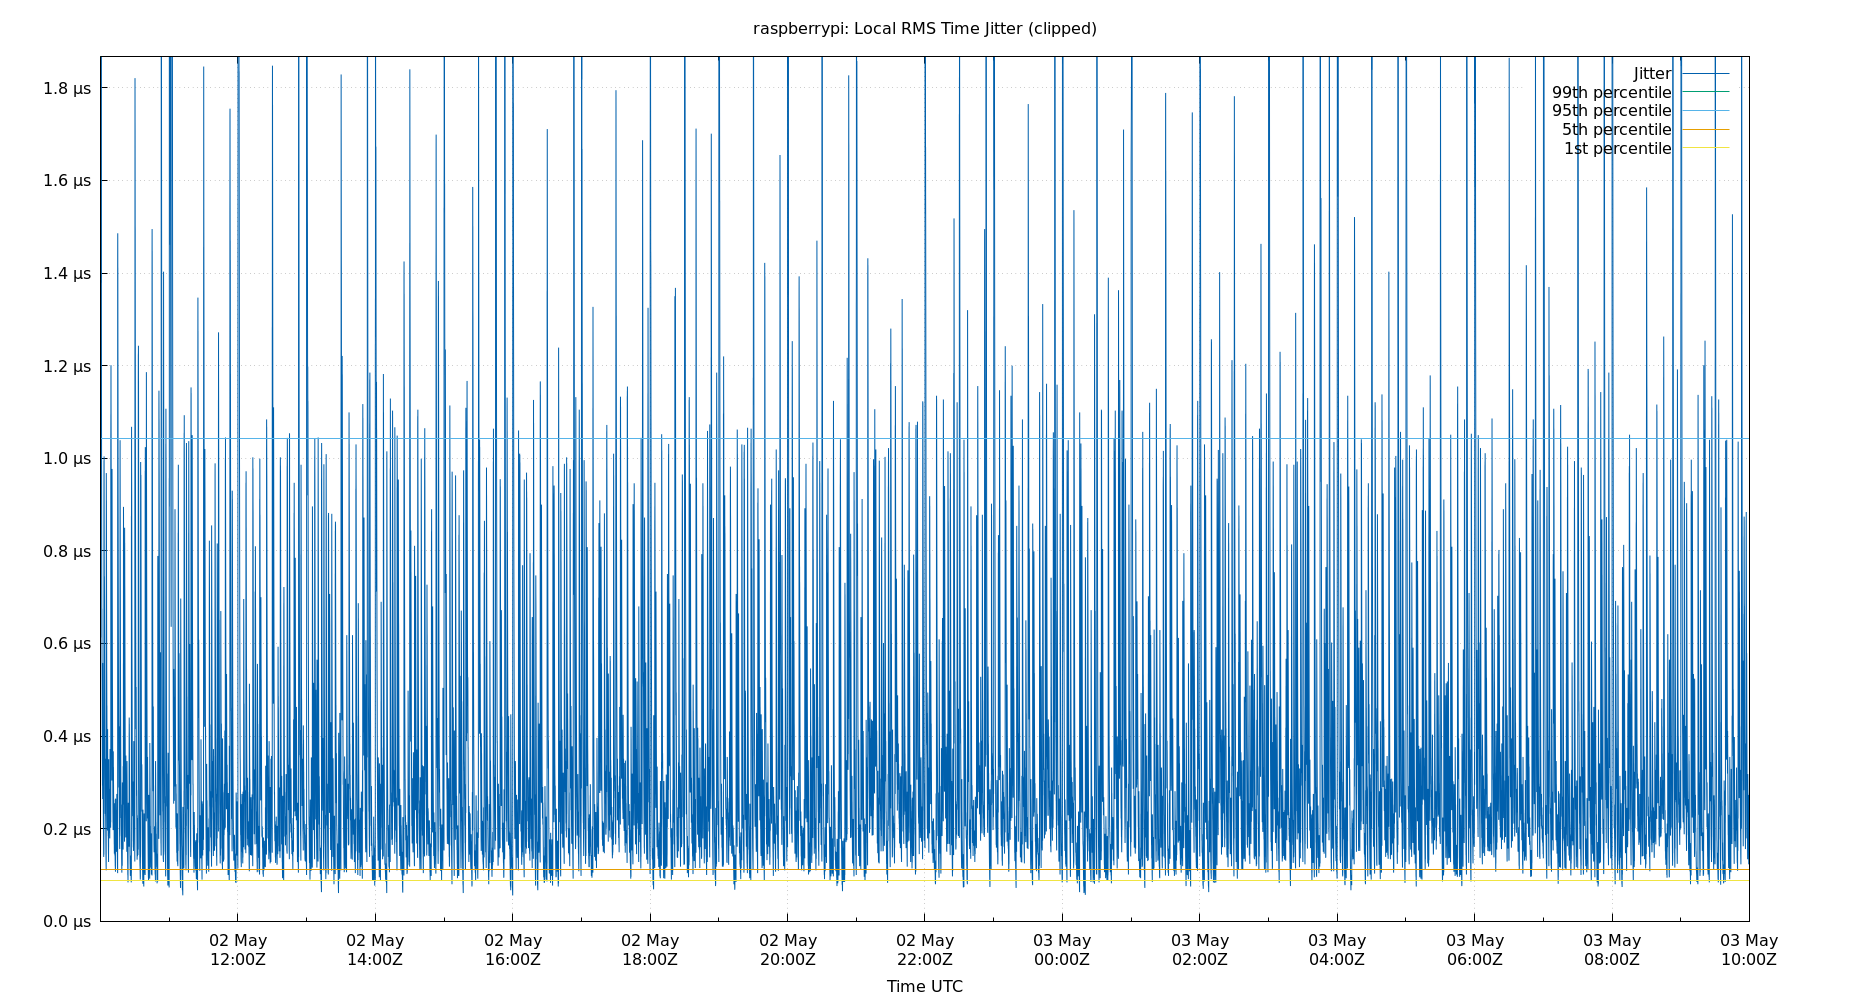 raspberrypi: Local RMS Time Jitter (clipped)
Jitter
99th percentile
95th percentile
5th percentile
1st percentile
1.8 µs
1.6 µs
1.4 µs
1.2 µs
1.0 µs
0.8 µs
0.6 µs
0.4 µs
0.2 µs
0.0 µs
02 May 02 May 02 May 02 May 02 May 02 May 03 May 03 May 03 May 03 May 03 May 03 May
12:00Z 14:00Z 16:00Z 18:00Z 20:00Z 22:00Z 00:00Z 02:00Z 04:00Z 06:00Z 08:00Z 10:00Z
Time UTC